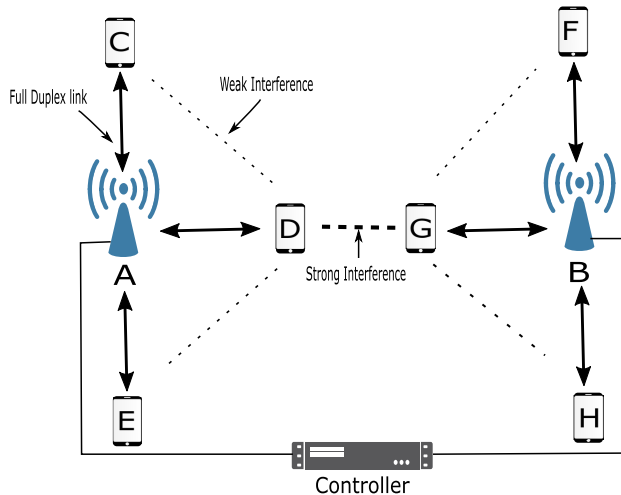 F
C
Weak Interference
Full Duplex link
D
G
A
Strong Interference
B
E
H
Controller